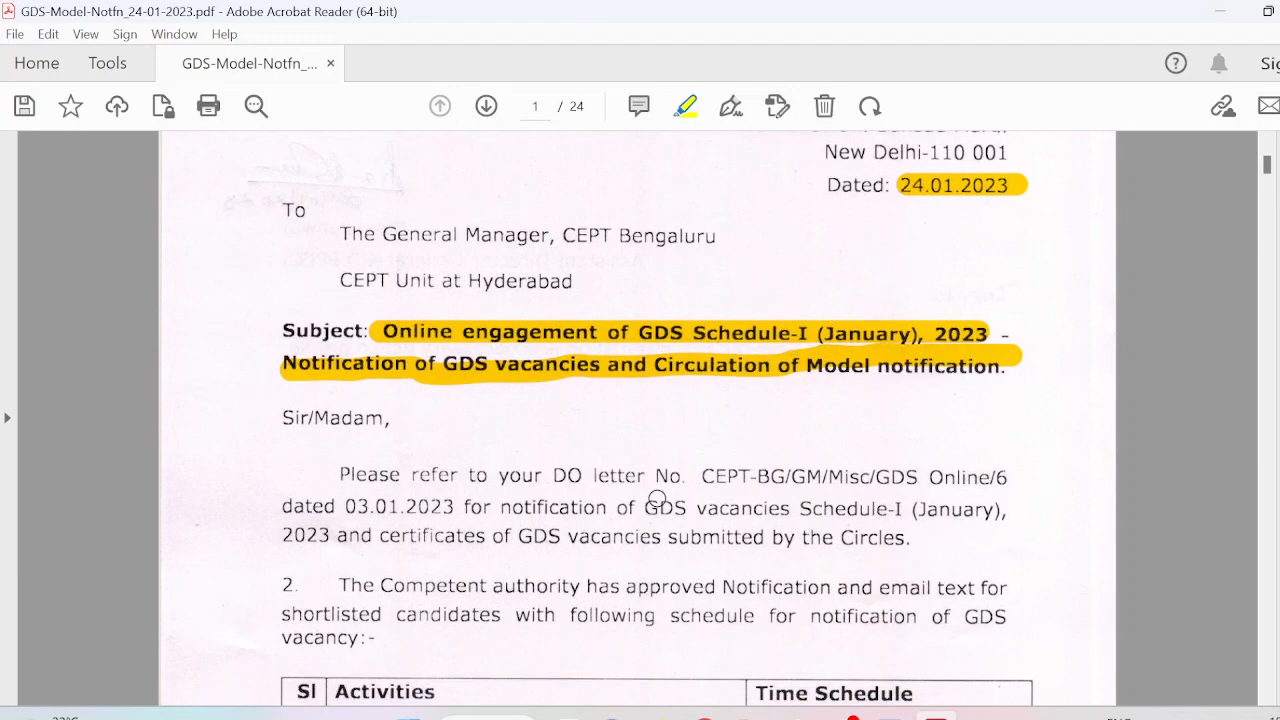 GDS-Model-Notfn_24-01-2023.pdf - Adobe Acrobat Reader (64-bit)
File Edit View Sign Window Help
Home Tools GDS-Model-Notfn_... ×
1 / 24
New Delhi-110 001
Dated: 24.01.2023
To
The General Manager, CEPT Bengaluru
CEPT Unit at Hyderabad
Subject: Online engagement of GDS Schedule-I (January), 2023 -
Notification of GDS vacancies and Circulation of Model notification.
Sir/Madam,
Please refer to your DO letter No. CEPT-BG/GM/Misc/GDS Online/6
dated 03.01.2023 for notification of GDS vacancies Schedule-I (January),
2023 and certificates of GDS vacancies submitted by the Circles.
2. The Competent authority has approved Notification and email text for
shortlisted candidates with following schedule for notification of GDS
vacancy:-
Sl Activities Time Schedule